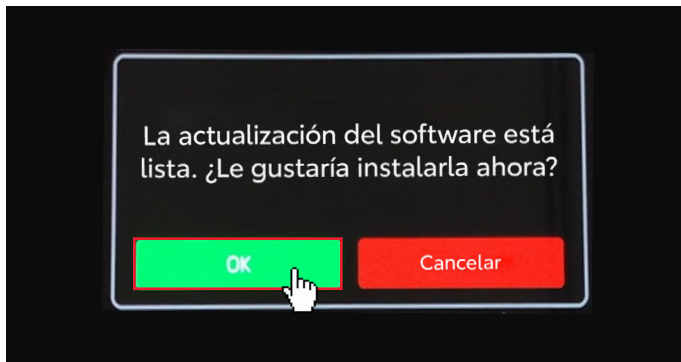 La actualización del software está
lista. ¿Le gustaría instalarla ahora?
OK
Cancelar